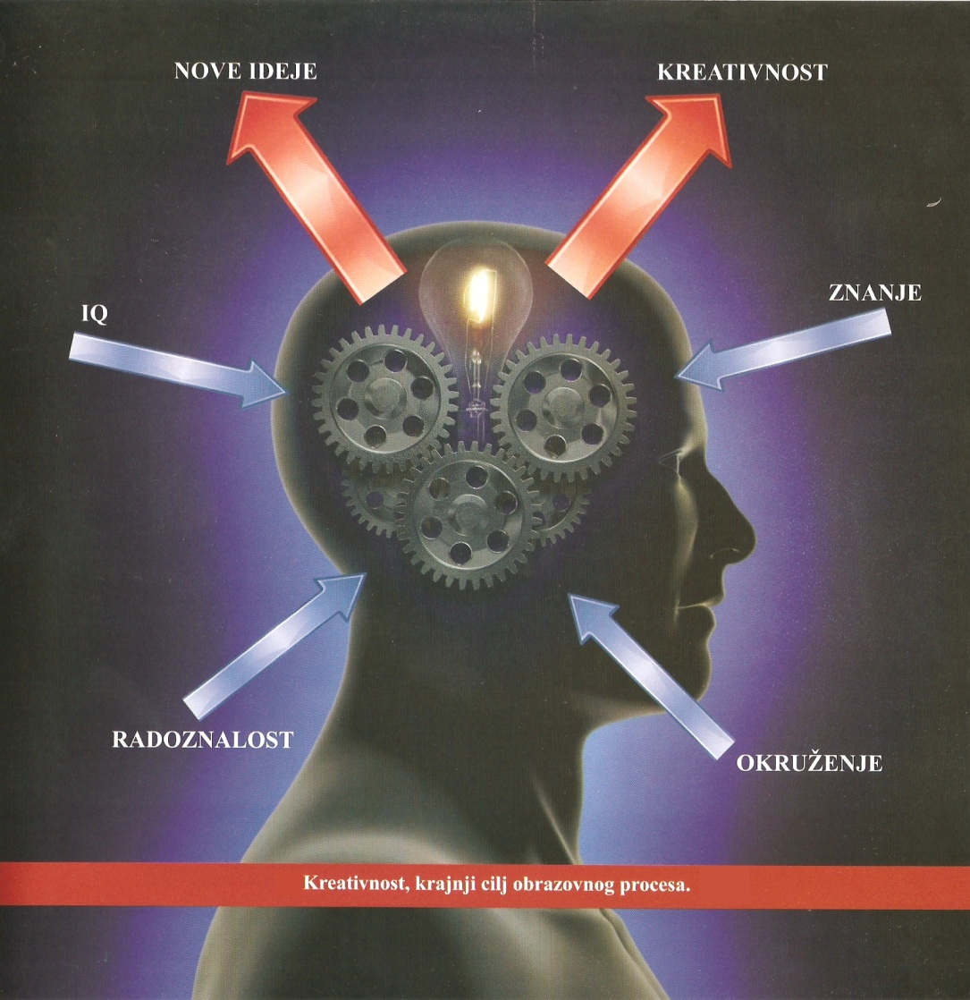 NOVE IDEJE
KREATIVNOST
IQ
ZNANJE
RADOZNALOST
OKRUŽENJE
Kreativnost, krajnji cilj obrazovnog procesa.